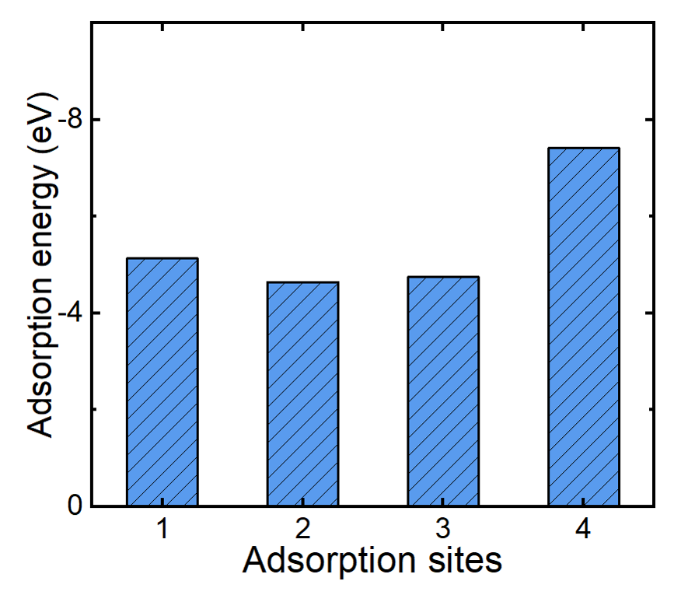 Adsorption energy (eV)
-8
-4
0
1 2 3 4
Adsorption sites